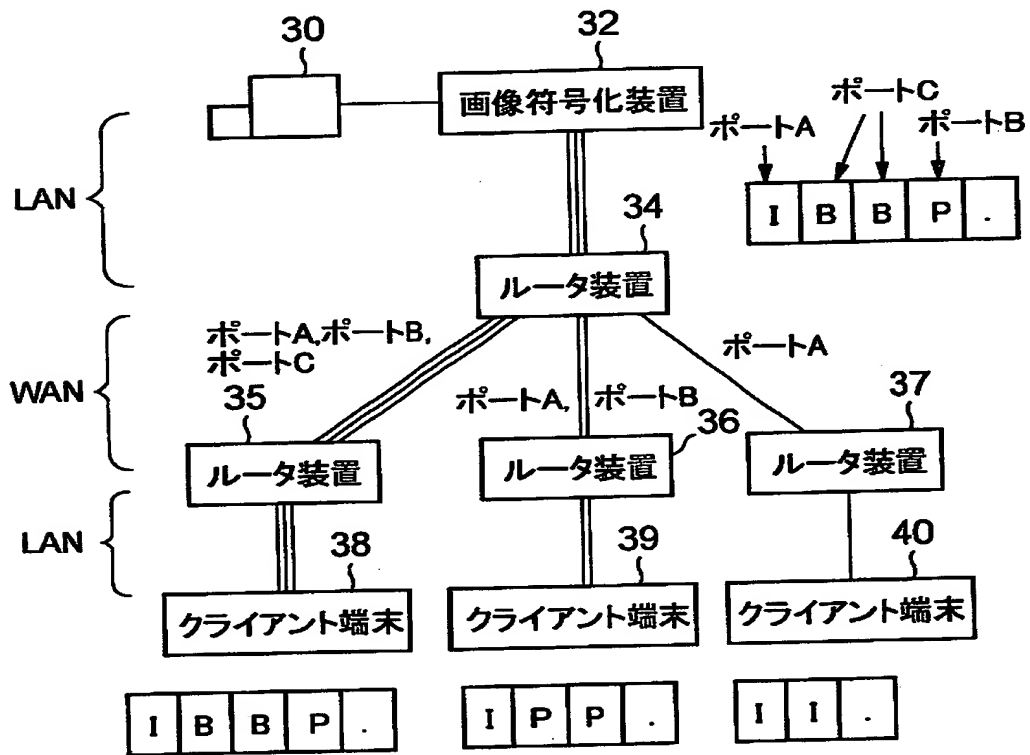 30
32
画像符号化装置
ポートC
ポートA
ポートB
I B B P .
LAN
34
ルータ装置
ポートA,ポートB,
ポートC
ポートA
WAN
35
ポートA, ポートB
36
37
ルータ装置
ルータ装置
ルータ装置
LAN
38
39
40
クライアント端末
クライアント端末
クライアント端末
I B B P .
I P P .
I I .